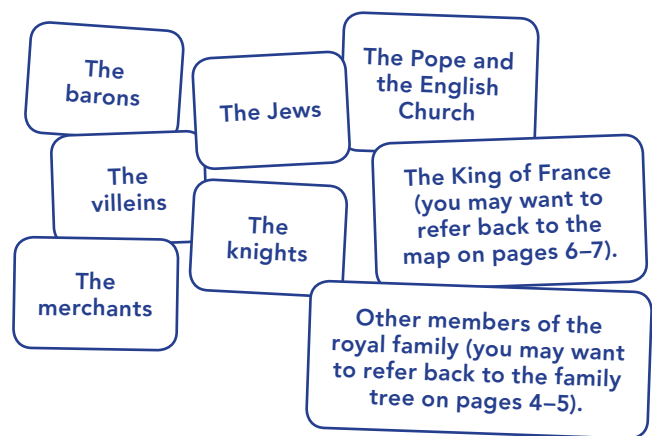 The
barons
The Jews
The Pope and
the English
Church
The
villeins
The
knights
The King of France
(you may want to
refer back to the
map on pages 6–7).
The
merchants
Other members of the
royal family (you may want
to refer back to the family
tree on pages 4–5).